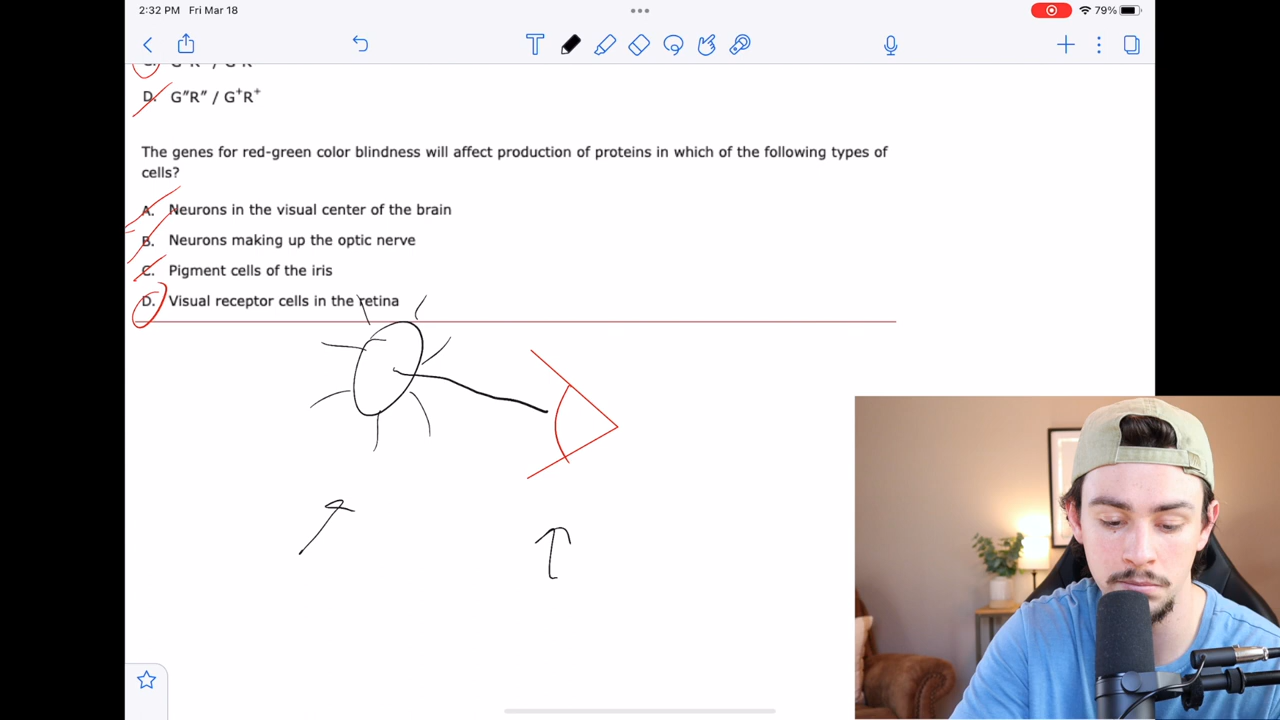 2:32 PM Fri Mar 18
79%
D. G″R″ / G⁺R⁺
The genes for red-green color blindness will affect production of proteins in which of the following types of
cells?
A. Neurons in the visual center of the brain
B. Neurons making up the optic nerve
C. Pigment cells of the iris
D. Visual receptor cells in the retina